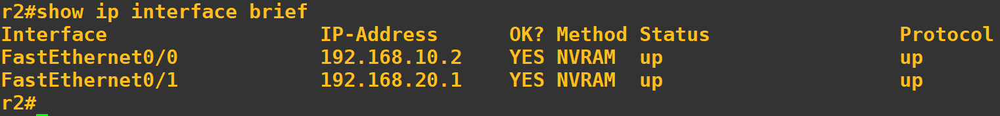 r2#show ip interface brief
Interface                  IP-Address      OK? Method Status                Protocol
FastEthernet0/0            192.168.10.2    YES NVRAM  up                    up
FastEthernet0/1            192.168.20.1    YES NVRAM  up                    up
r2#